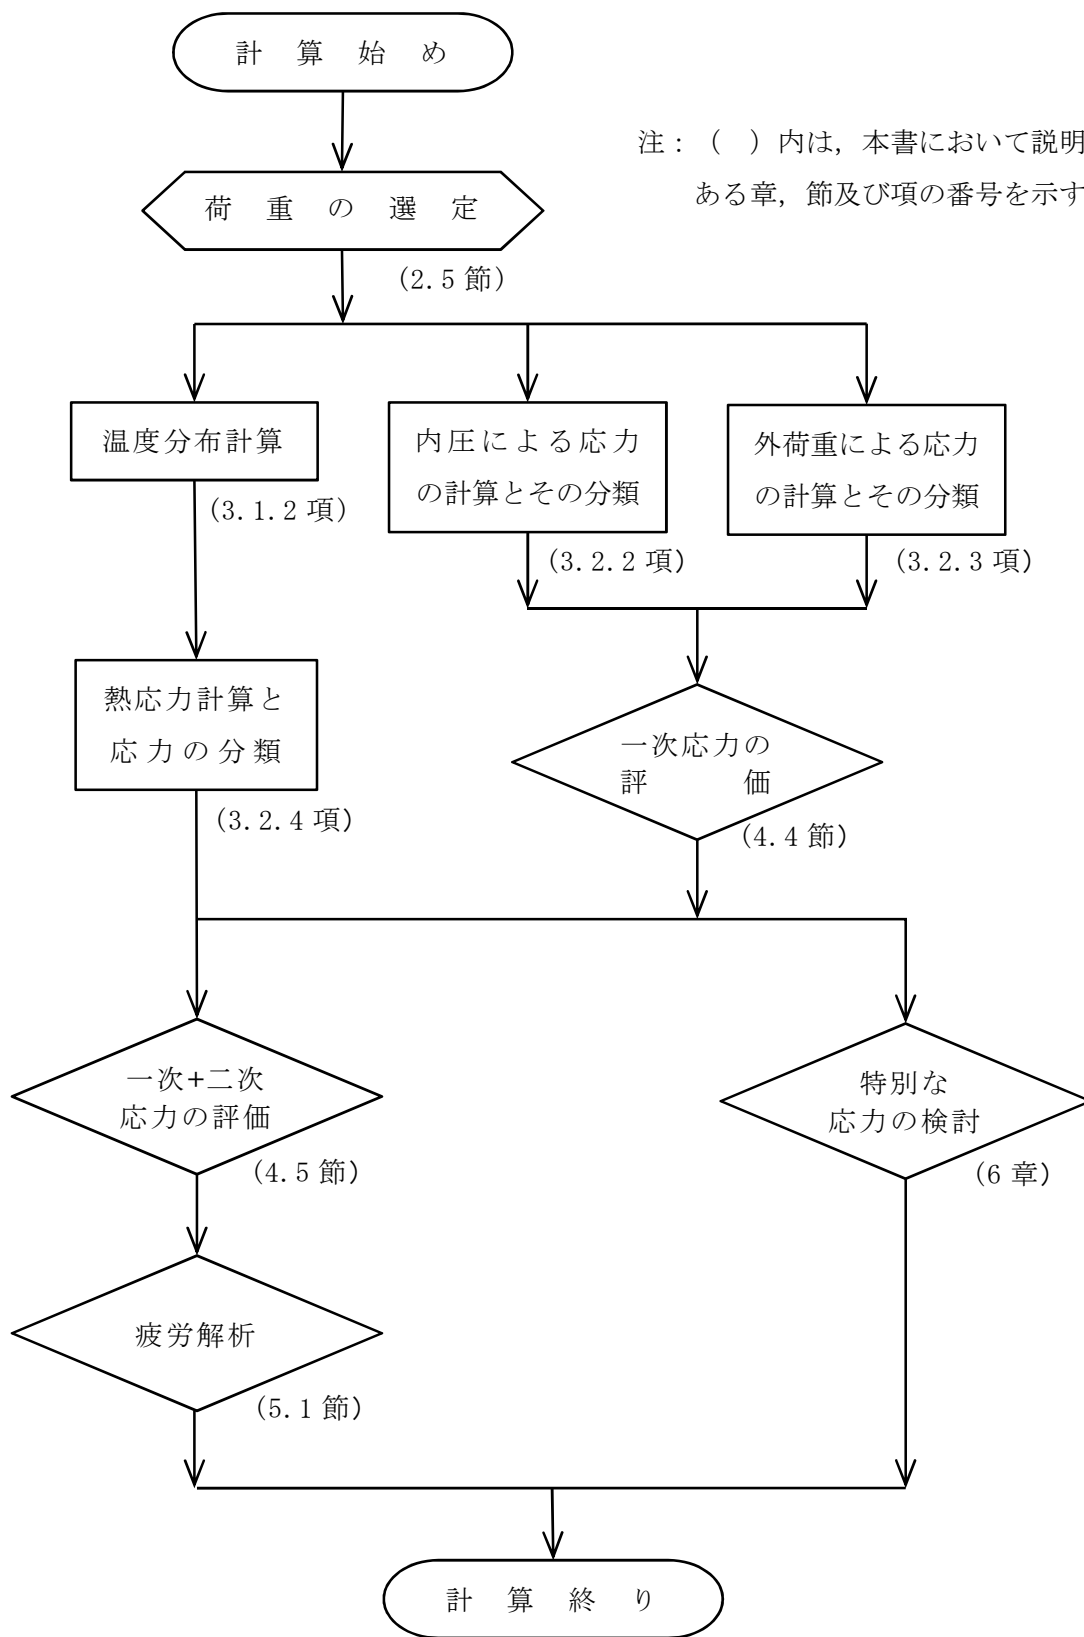 計算始め
注：（ ）内は，本書において説明
ある章，節及び項の番号を示す
荷重の選定
(2.5節)
温度分布計算
(3.1.2項)
内圧による応力
の計算とその分類
(3.2.2項)
外荷重による応力
の計算とその分類
(3.2.3項)
熱応力計算と
応力の分類
(3.2.4項)
一次応力の
評価
(4.4節)
一次+二次
応力の評価
(4.5節)
特別な
応力の検討
(6章)
疲労解析
(5.1節)
計算終り